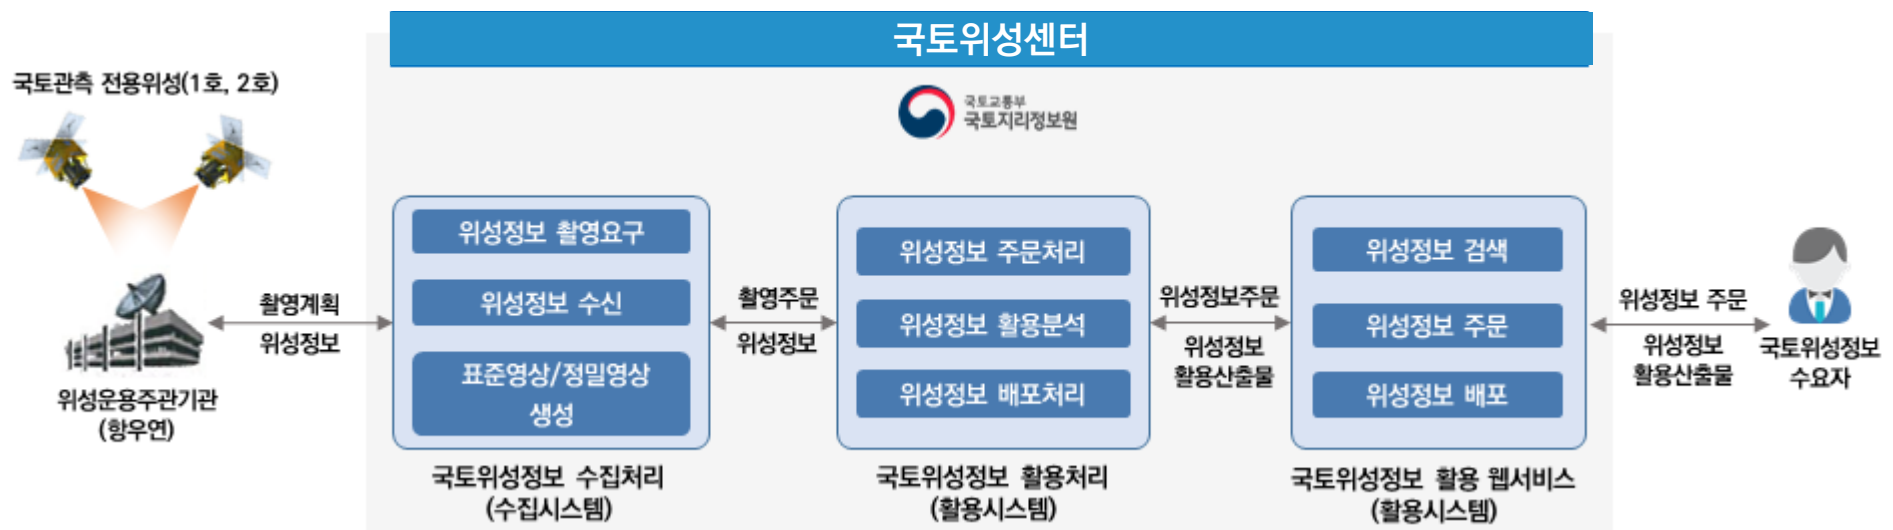 국토위성센터
국토교통부
국토지리정보원
국토관측 전용위성(1호, 2호)
위성운용주관기관
(항우연)
촬영계획
위성정보
위성정보 촬영요구
위성정보 수신
표준영상/정밀영상
생성
국토위성정보 수집처리
(수집시스템)
촬영주문
위성정보
위성정보 주문처리
위성정보 활용분석
위성정보 배포처리
국토위성정보 활용처리
(활용시스템)
위성정보주문
위성정보
활용산출물
위성정보 검색
위성정보 주문
위성정보 배포
국토위성정보 활용 웹서비스
(활용시스템)
위성정보 주문
위성정보
활용산출물
국토위성정보
수요자